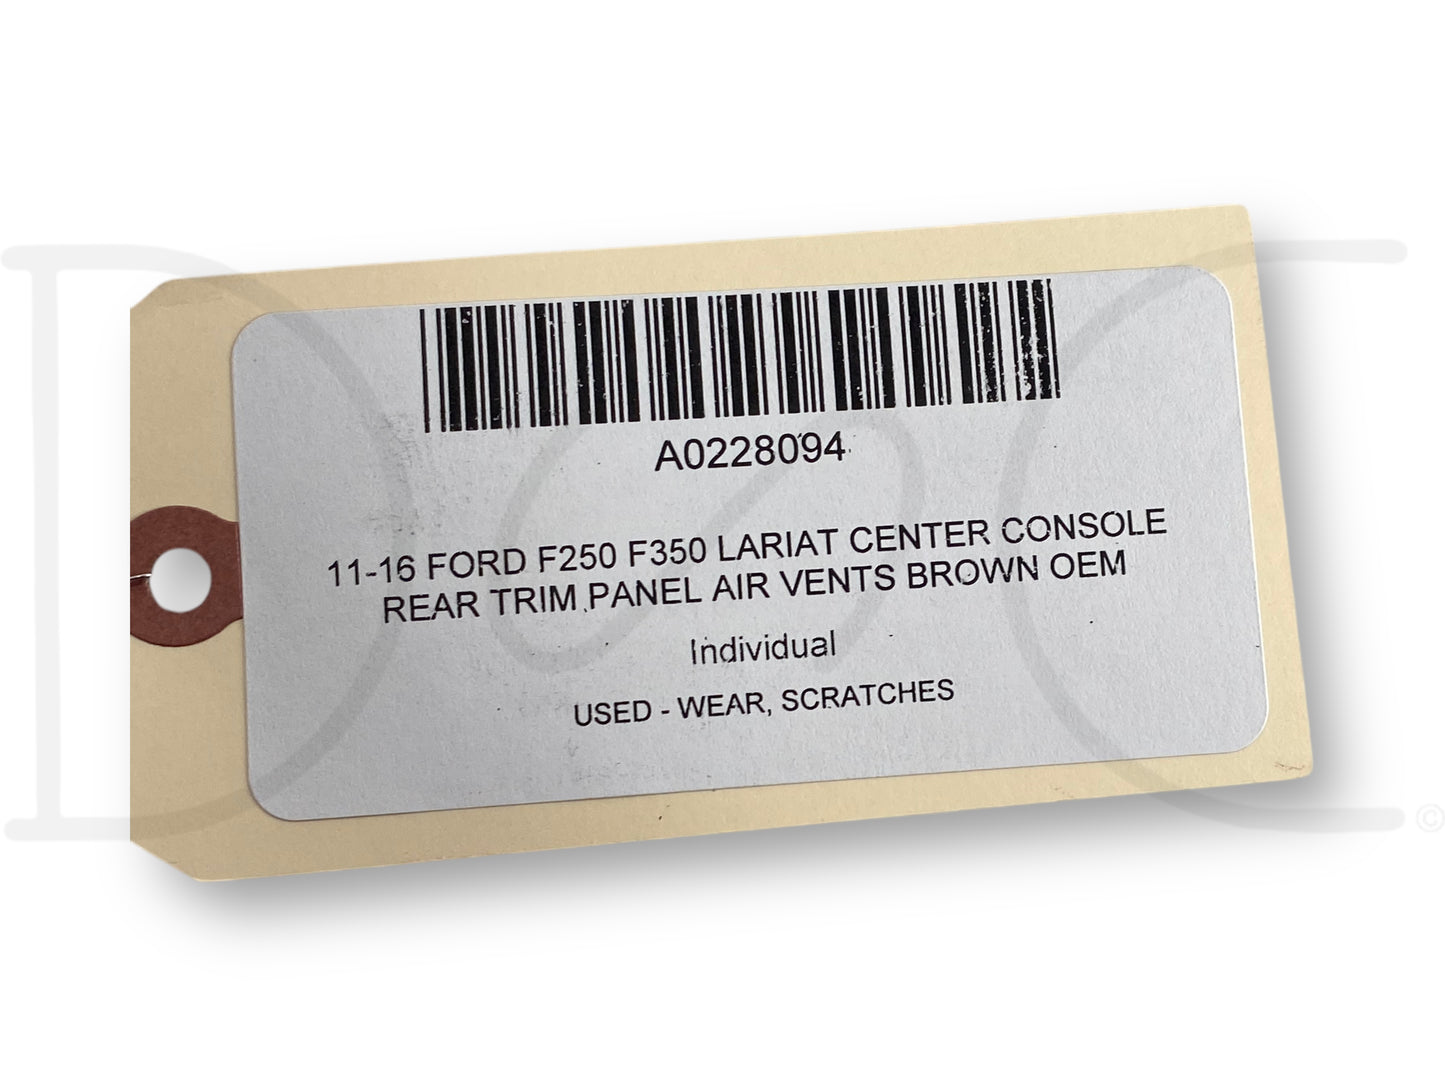 A0228094
11-16 FORD F250 F350 LARIAT CENTER CONSOLE
REAR TRIM PANEL AIR VENTS BROWN OEM
Individual
USED - WEAR, SCRATCHES
D C
©